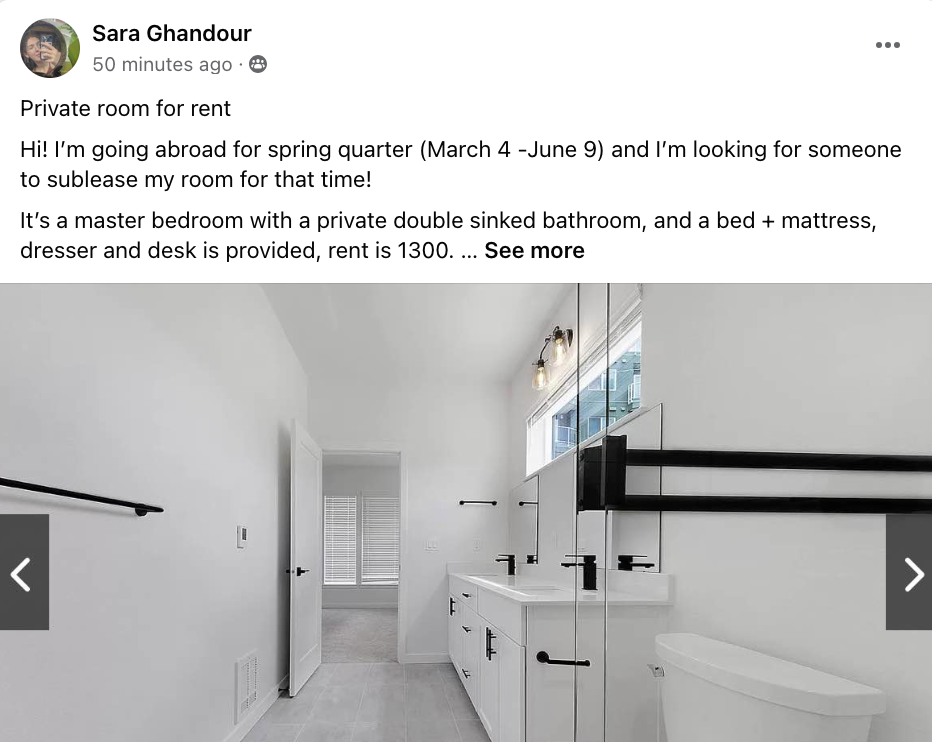 Sara Ghandour
50 minutes ago ·
Private room for rent
Hi! I’m going abroad for spring quarter (March 4 -June 9) and I’m looking for someone
to sublease my room for that time!
It’s a master bedroom with a private double sinked bathroom, and a bed + mattress,
dresser and desk is provided, rent is 1300. ... See more